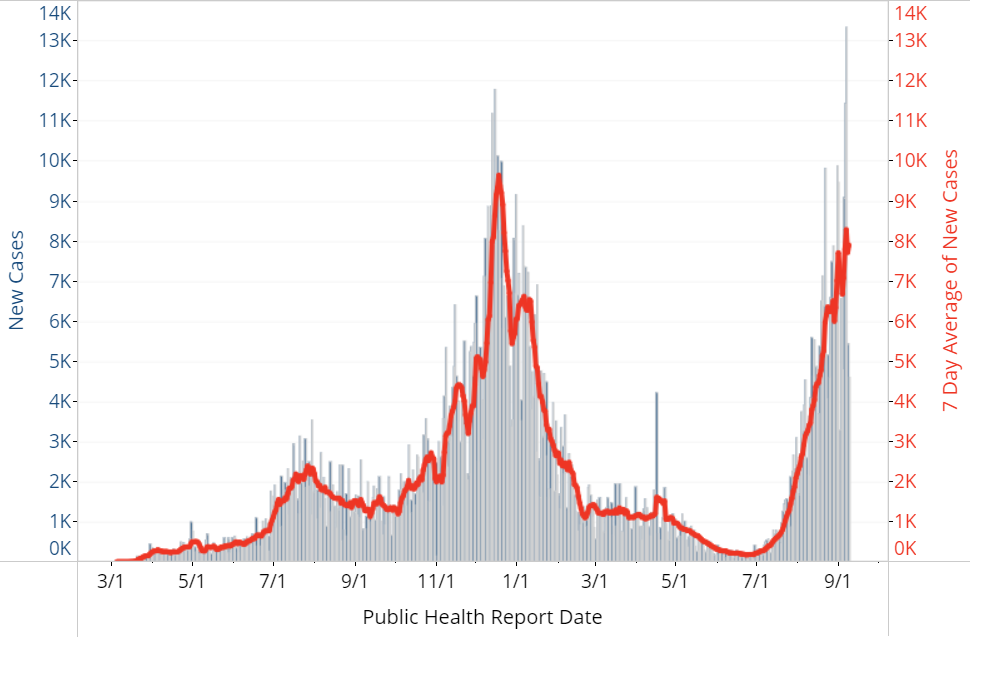 14K
13K
12K
11K
10K
9K
8K
7K
6K
5K
4K
3K
2K
1K
0K
New Cases
14K
13K
12K
11K
10K
9K
8K
7K
6K
5K
4K
3K
2K
1K
0K
7 Day Average of New Cases
3/1 5/1 7/1 9/1 11/1 1/1 3/1 5/1 7/1 9/1
Public Health Report Date